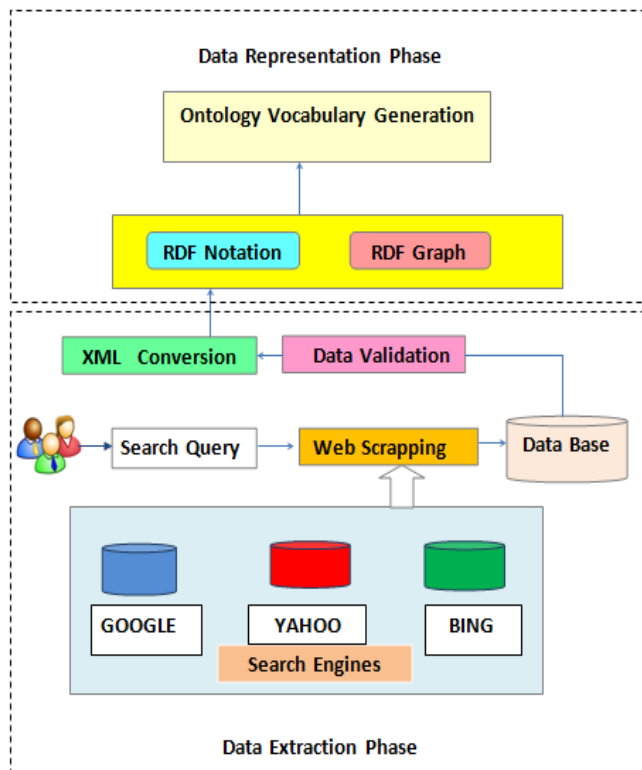 Data Representation Phase
Ontology Vocabulary Generation
RDF Notation
RDF Graph
XML Conversion
Data Validation
Search Query
Web Scrapping
Data Base
GOOGLE
YAHOO
BING
Search Engines
Data Extraction Phase